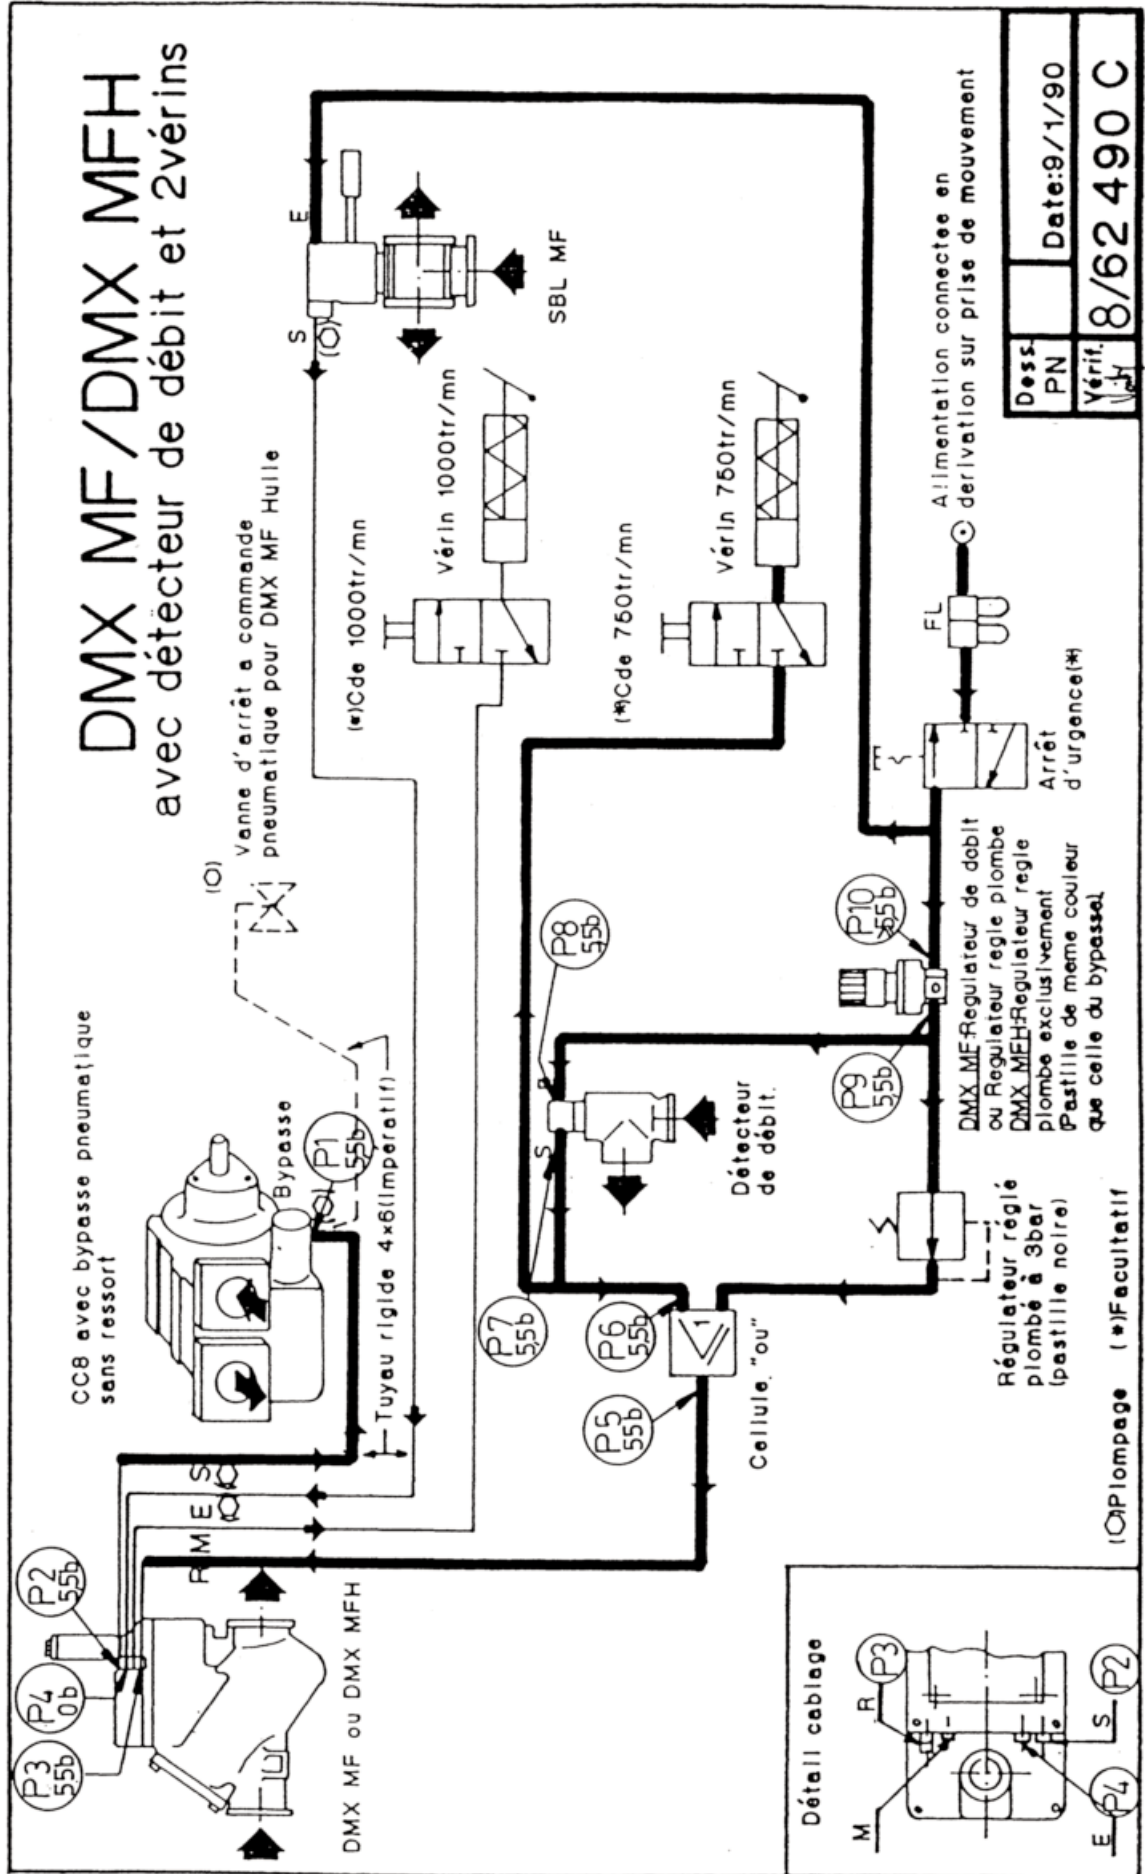 DMX MF/DMX MFH
avec détecteur de débit et 2vérins
CC8 avec bypasse pneumatique
sans ressort
(O)
Vanne d'arrêt a commande
pneumatique pour DMX MF Huile
Bypasse
P1
5,5b
Tuyau rigide 4x6(Imperatif)
P2
5,5b
P4
0b
P3
5,5b
R M E S
DMX MF ou DMX MFH
S
E
SBL MF
(*)Cde 1000tr/mn
Vérin 1000tr/mn
(*)Cde 750tr/mn
Vérin 750tr/mn
P7
5,5b
P8
5,5b
S
P6
5,5b
P5
5,5b
Cellule "ou"
1
Détecteur
de débit.
P9
5,5b
P10
>5,5b
FL
Alimentation connectee en
derivation sur prise de mouvement
Arrêt
d'urgence(*)
DMX MF:Regulateur de debit
ou Regulateur regle plombe
DMX MFH:Regulateur regle
plombe exclusivement
(Pastille de meme couleur
que celle du bypasse)
Régulateur réglé
plombé à 3bar
(pastille noire)
(O)Plompage (*)Facultatif
Détail cablage
M
R
P3
E
P4
S
P2
Dess.
PN
Date:9/1/90
Vérif.
8/62 490 C